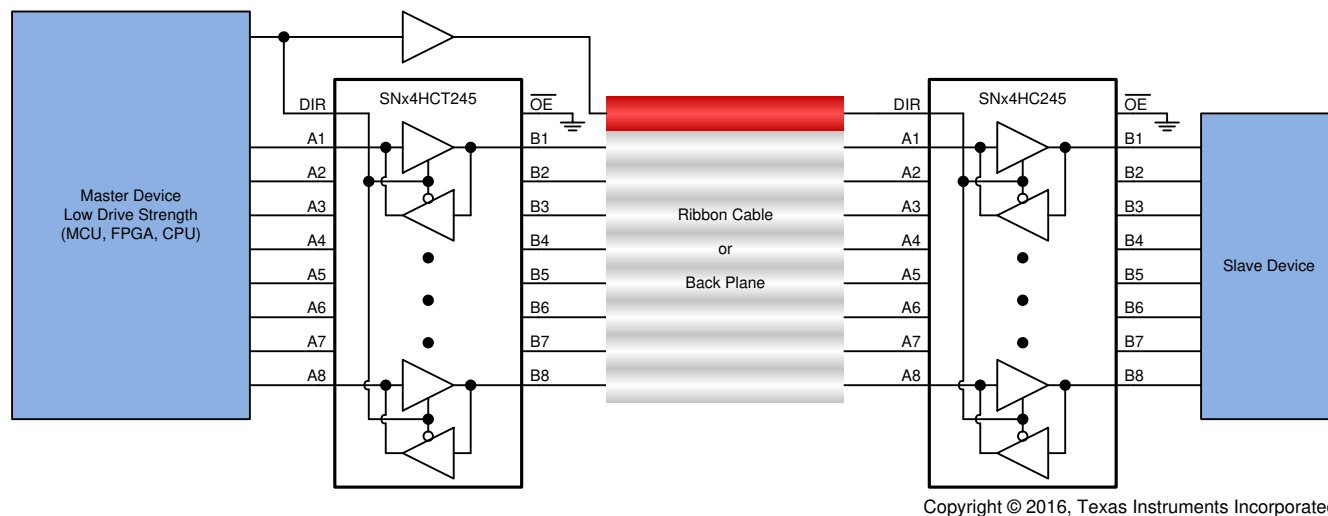 SNx4HCT245
SNx4HC245
DIR
OE
DIR
OE
A1
B1
A1
B1
A2
B2
A2
B2
Master Device
Low Drive Strength
(MCU, FPGA, CPU)
A3
B3
Ribbon Cable
or
Back Plane
A3
B3
A4
B4
A4
B4
Slave Device
A5
B5
A5
B5
A6
B6
A6
B6
A7
B7
A7
B7
A8
B8
A8
B8
Copyright © 2016, Texas Instruments Incorporated